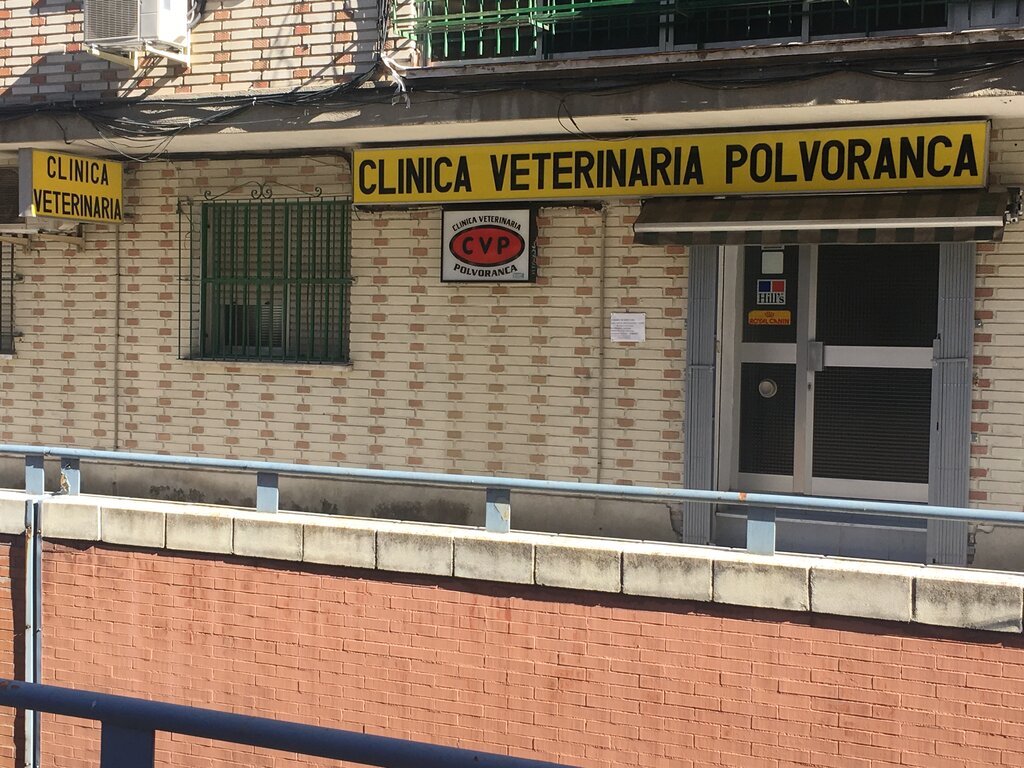 CLINICA
VETERINARIA
CLINICA VETERINARIA POLVORANCA
CLINICA VETERINARIA
CVP
POLVORANCA
Hill's
ROYAL CANIN